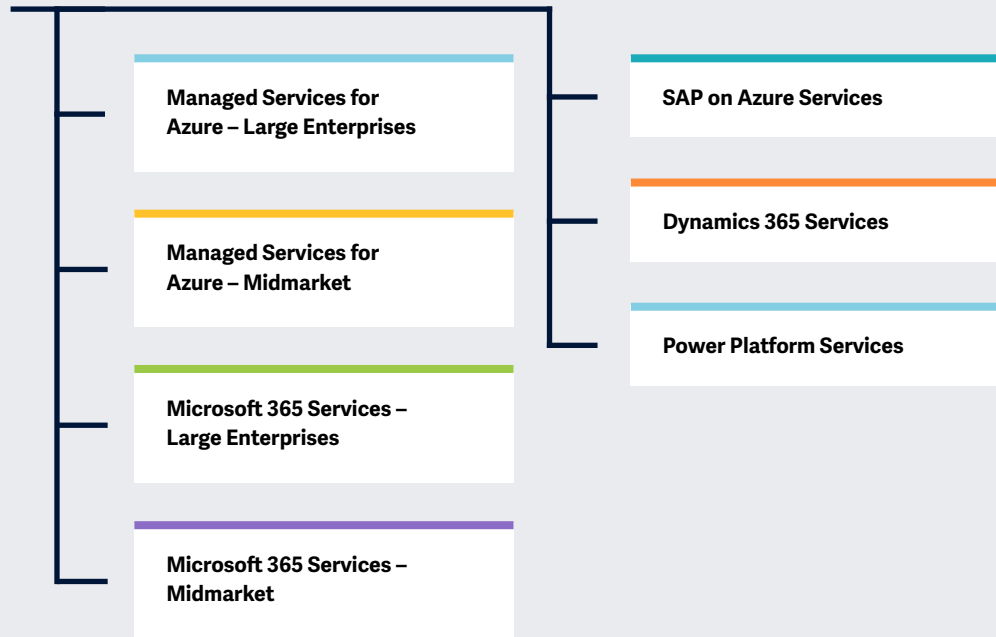 Managed Services for
Azure – Large Enterprises
Managed Services for
Azure – Midmarket
Microsoft 365 Services –
Large Enterprises
Microsoft 365 Services –
Midmarket
SAP on Azure Services
Dynamics 365 Services
Power Platform Services